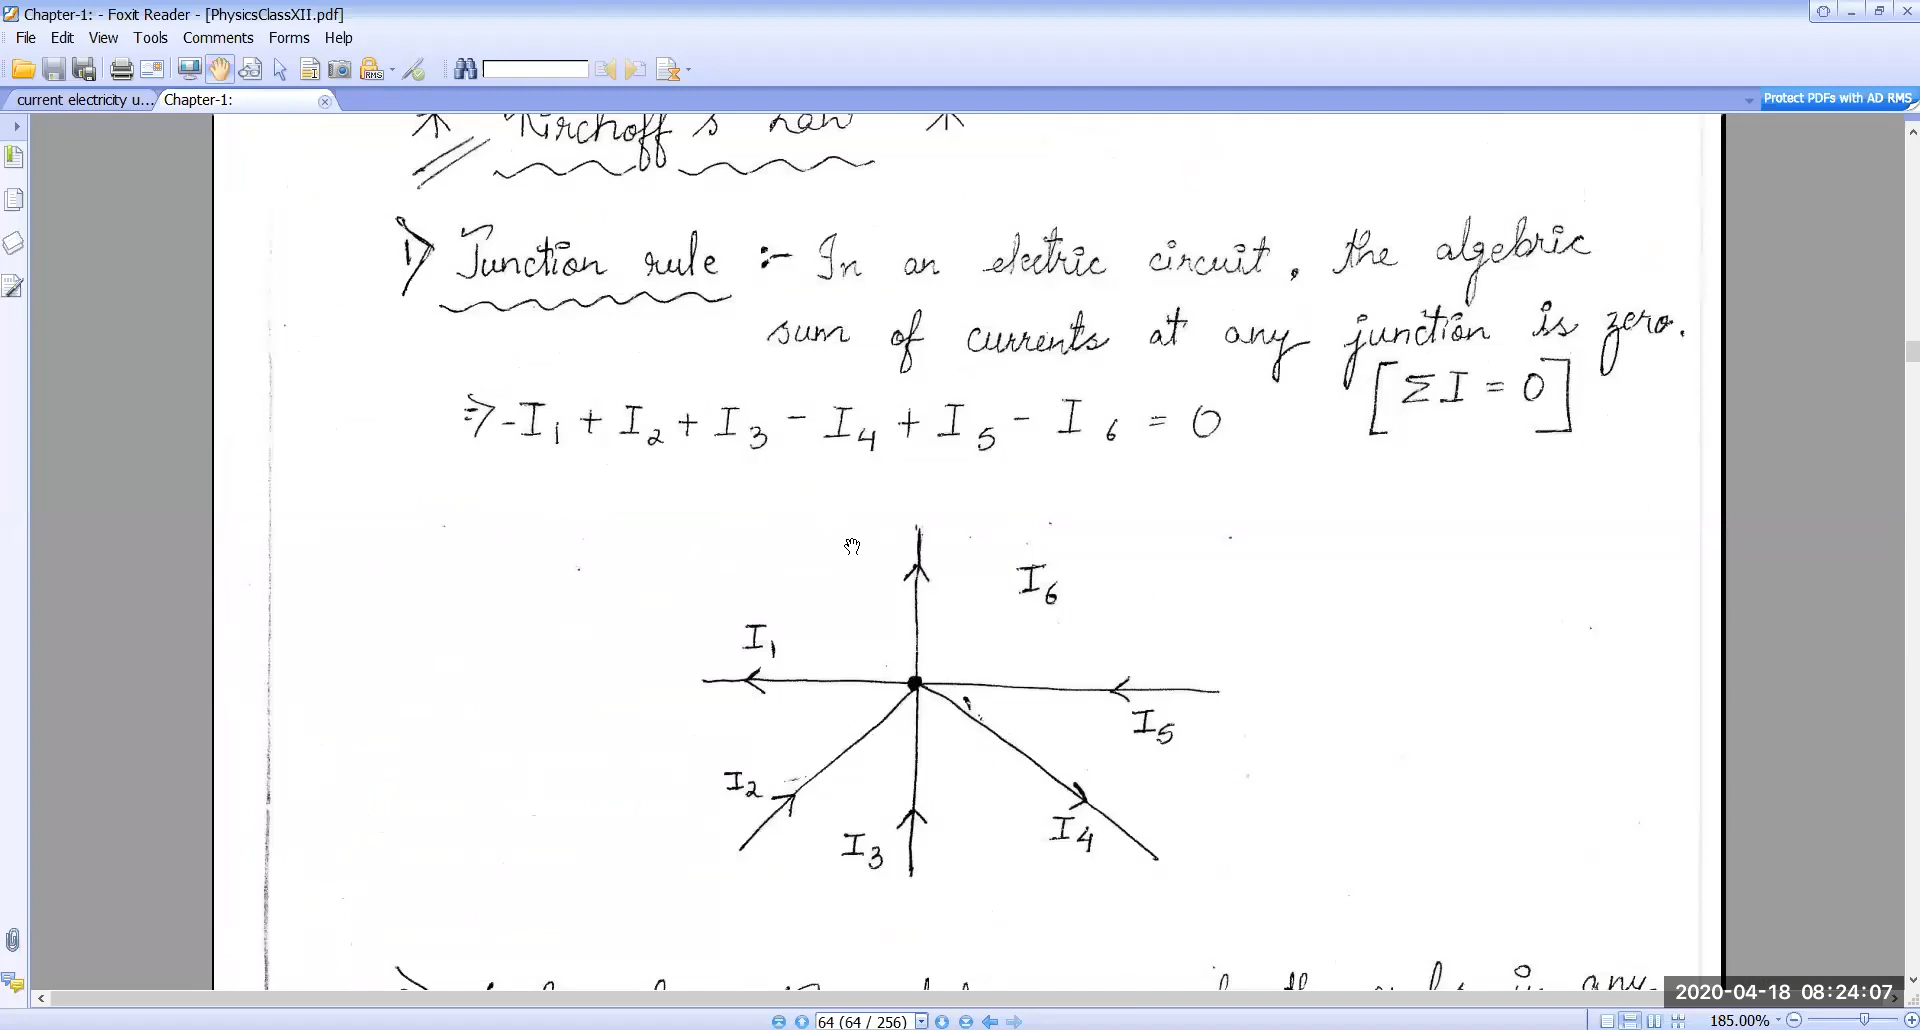 Chapter-1: - Foxit Reader - [PhysicsClassXII.pdf]
File Edit View Tools Comments Forms Help
current electricity u... Chapter-1:
Protect PDFs with AD RMS
Kirchoff's Law
1) Junction rule :- In an electric circuit, the algebric
sum of currents at any junction is zero.
[ΣI = 0]
⇒ -I₁ + I₂ + I₃ - I₄ + I₅ - I₆ = 0
I₆
I₁
I₅
I₂
I₄
I₃
in any
2020-04-18 08:24:07
64 (64 / 256)
185.00%